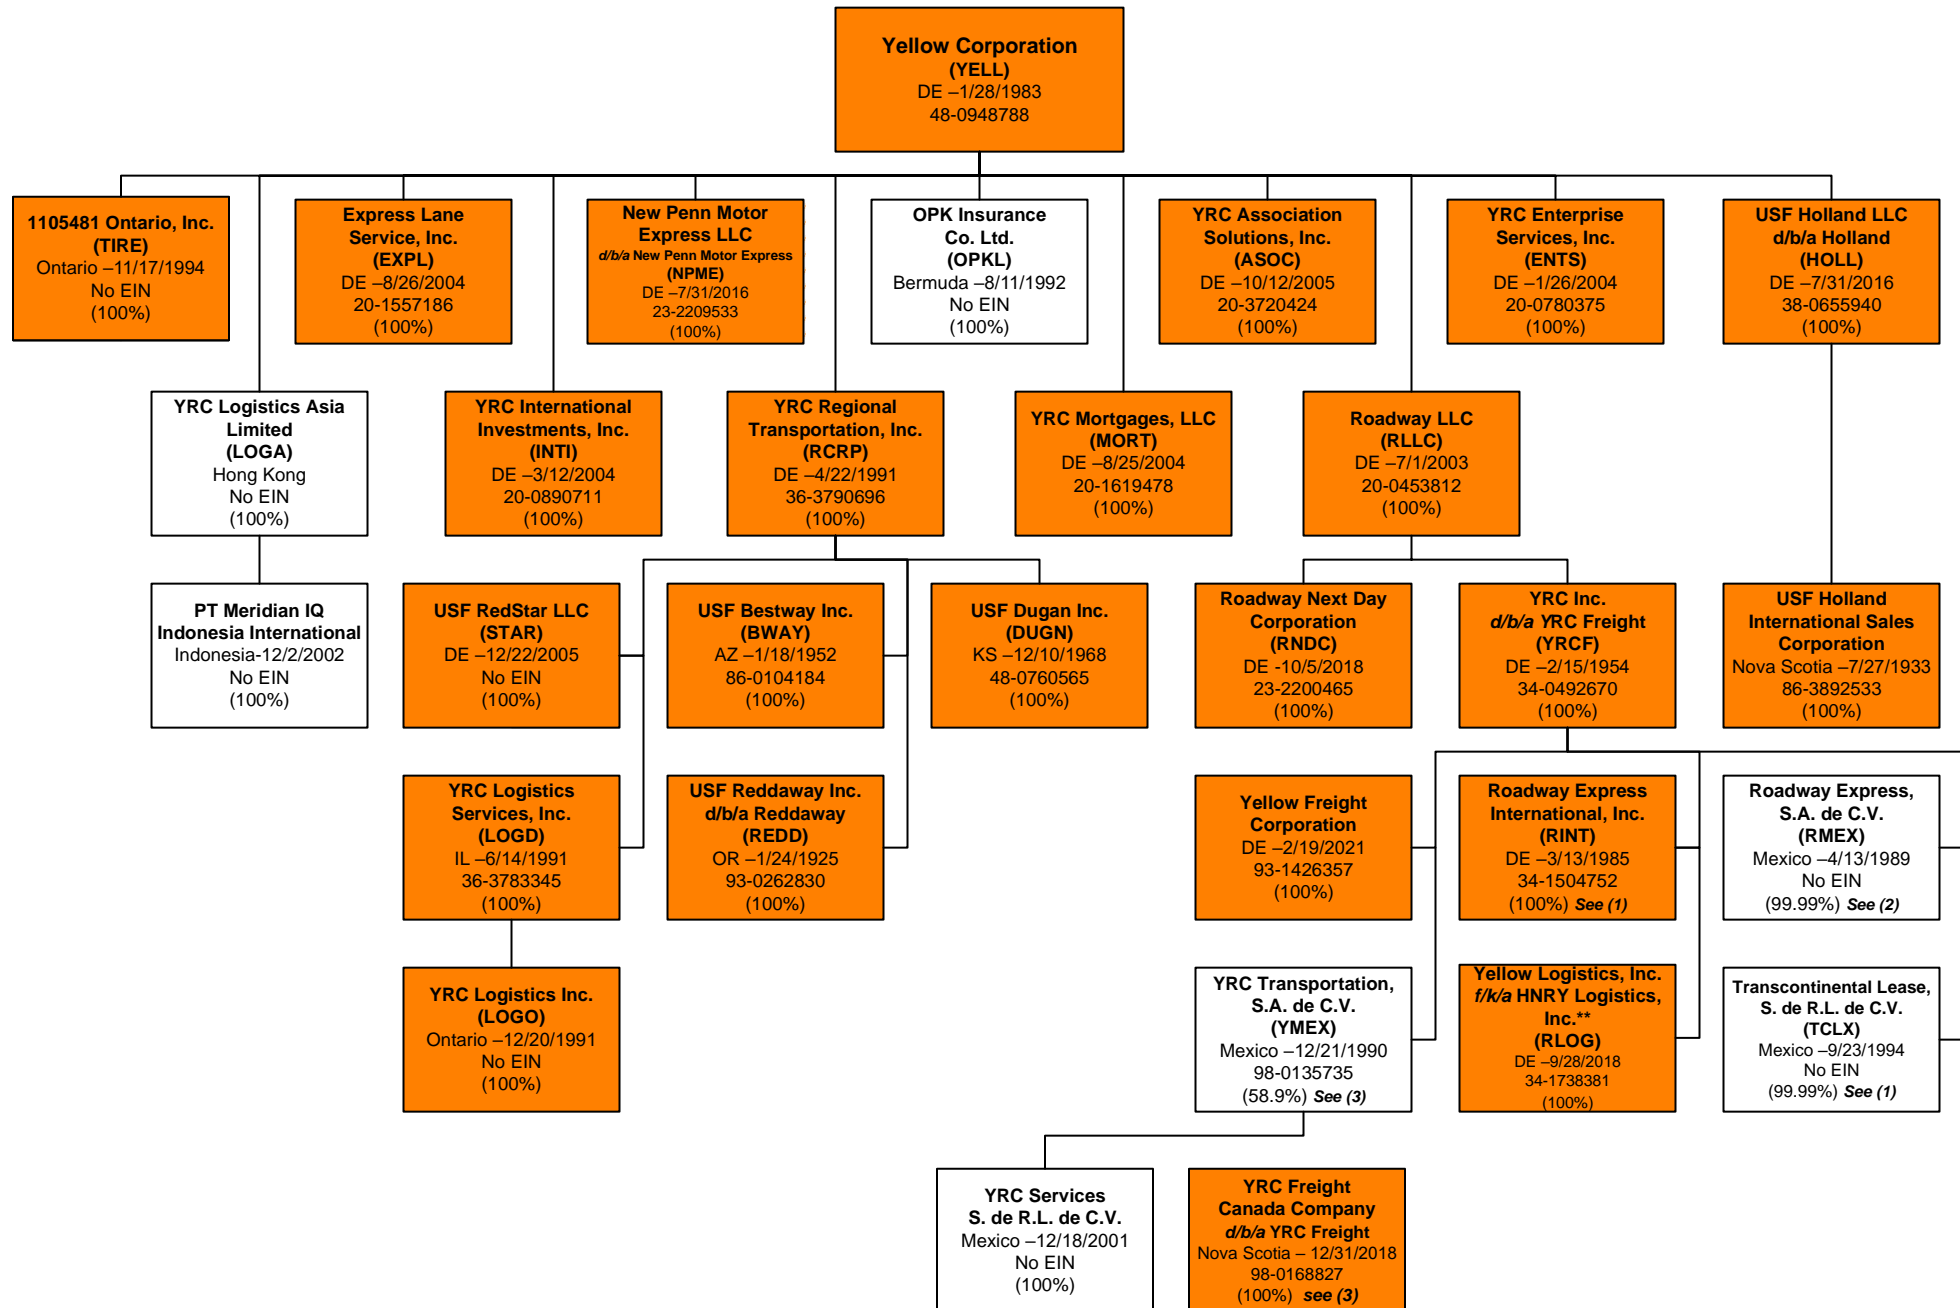 Yellow Corporation
(YELL)
DE –1/28/1983
48-0948788
1105481 Ontario, Inc.
(TIRE)
Ontario –11/17/1994
No EIN
(100%)
Express Lane
Service, Inc.
(EXPL)
DE –8/26/2004
20-1557186
(100%)
New Penn Motor
Express LLC
d/b/a New Penn Motor Express
(NPME)
DE –7/31/2016
23-2209533
(100%)
OPK Insurance
Co. Ltd.
(OPKL)
Bermuda –8/11/1992
No EIN
(100%)
YRC Association
Solutions, Inc.
(ASOC)
DE –10/12/2005
20-3720424
(100%)
YRC Enterprise
Services, Inc.
(ENTS)
DE –1/26/2004
20-0780375
(100%)
USF Holland LLC
d/b/a Holland
(HOLL)
DE –7/31/2016
38-0655940
(100%)
YRC Logistics Asia
Limited
(LOGA)
Hong Kong
No EIN
(100%)
YRC International
Investments, Inc.
(INTI)
DE –3/12/2004
20-0890711
(100%)
YRC Regional
Transportation, Inc.
(RCRP)
DE –4/22/1991
36-3790696
(100%)
YRC Mortgages, LLC
(MORT)
DE –8/25/2004
20-1619478
(100%)
Roadway LLC
(RLLC)
DE –7/1/2003
20-0453812
(100%)
PT Meridian IQ
Indonesia International
Indonesia-12/2/2002
No EIN
(100%)
USF RedStar LLC
(STAR)
DE –12/22/2005
No EIN
(100%)
USF Bestway Inc.
(BWAY)
AZ –1/18/1952
86-0104184
(100%)
USF Dugan Inc.
(DUGN)
KS –12/10/1968
48-0760565
(100%)
Roadway Next Day
Corporation
(RNDC)
DE -10/5/2018
23-2200465
(100%)
YRC Inc.
d/b/a YRC Freight
(YRCF)
DE –2/15/1954
34-0492670
(100%)
USF Holland
International Sales
Corporation
Nova Scotia –7/27/1933
86-3892533
(100%)
YRC Logistics
Services, Inc.
(LOGD)
IL –6/14/1991
36-3783345
(100%)
USF Reddaway Inc.
d/b/a Reddaway
(REDD)
OR –1/24/1925
93-0262830
(100%)
Yellow Freight
Corporation
DE –2/19/2021
93-1426357
(100%)
Roadway Express
International, Inc.
(RINT)
DE –3/13/1985
34-1504752
(100%) See (1)
Roadway Express,
S.A. de C.V.
(RMEX)
Mexico –4/13/1989
No EIN
(99.99%) See (2)
YRC Logistics Inc.
(LOGO)
Ontario –12/20/1991
No EIN
(100%)
YRC Transportation,
S.A. de C.V.
(YMEX)
Mexico –12/21/1990
98-0135735
(58.9%) See (3)
Yellow Logistics, Inc.
f/k/a HNRY Logistics,
Inc.**
(RLOG)
DE –9/28/2018
34-1738381
(100%)
Transcontinental Lease,
S. de R.L. de C.V.
(TCLX)
Mexico –9/23/1994
No EIN
(99.99%) See (1)
YRC Services
S. de R.L. de C.V.
Mexico –12/18/2001
No EIN
(100%)
YRC Freight
Canada Company
d/b/a YRC Freight
Nova Scotia – 12/31/2018
98-0168827
(100%) see (3)